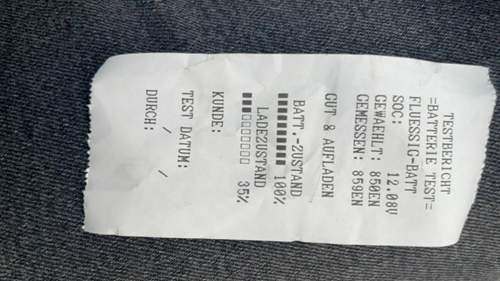 TESTBERICHT
=BATTERIE TEST=
FLUESSIG-BATT
SOC: 12.08V
GEWAEHLT: 850EN
GEMESSEN: 859EN
GUT & AUFLADEN
BATT.-ZUSTAND
■■■■■■■■■■ 100%
LADEZUSTAND
■■■□□□□□□□ 35%
KUNDE:
TEST DATUM:
/ /
DURCH: